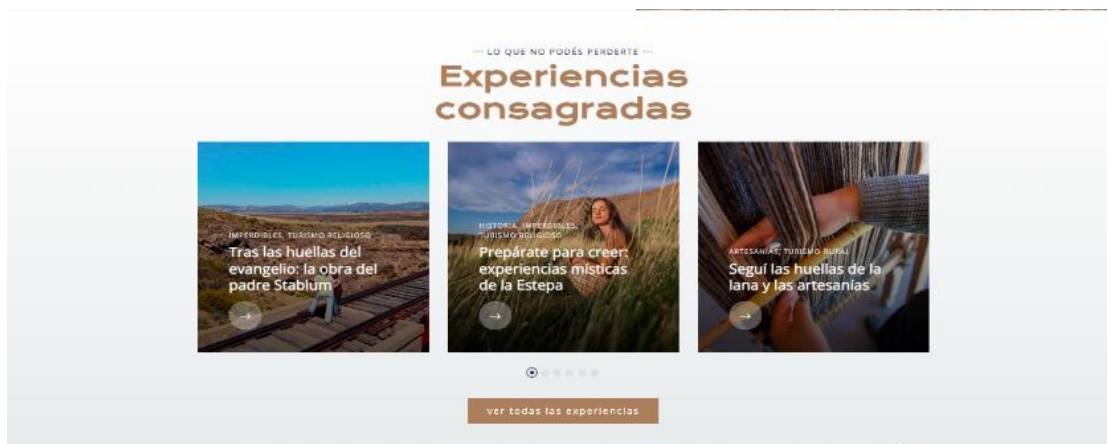 --- LO QUE NO PODÉS PERDERTE ---
Experiencias
consagradas
IMPERDIBLES, TURISMO RELIGIOSO
Tras las huellas del
evangelio: la obra del
padre Stablum
→
HISTORIA, IMPERDIBLES,
TURISMO RELIGIOSO
Prepárate para creer:
experiencias místicas
de la Estepa
→
ARTESANÍAS, TURISMO RURAL
Seguí las huellas de la
lana y las artesanías
→
ver todas las experiencias